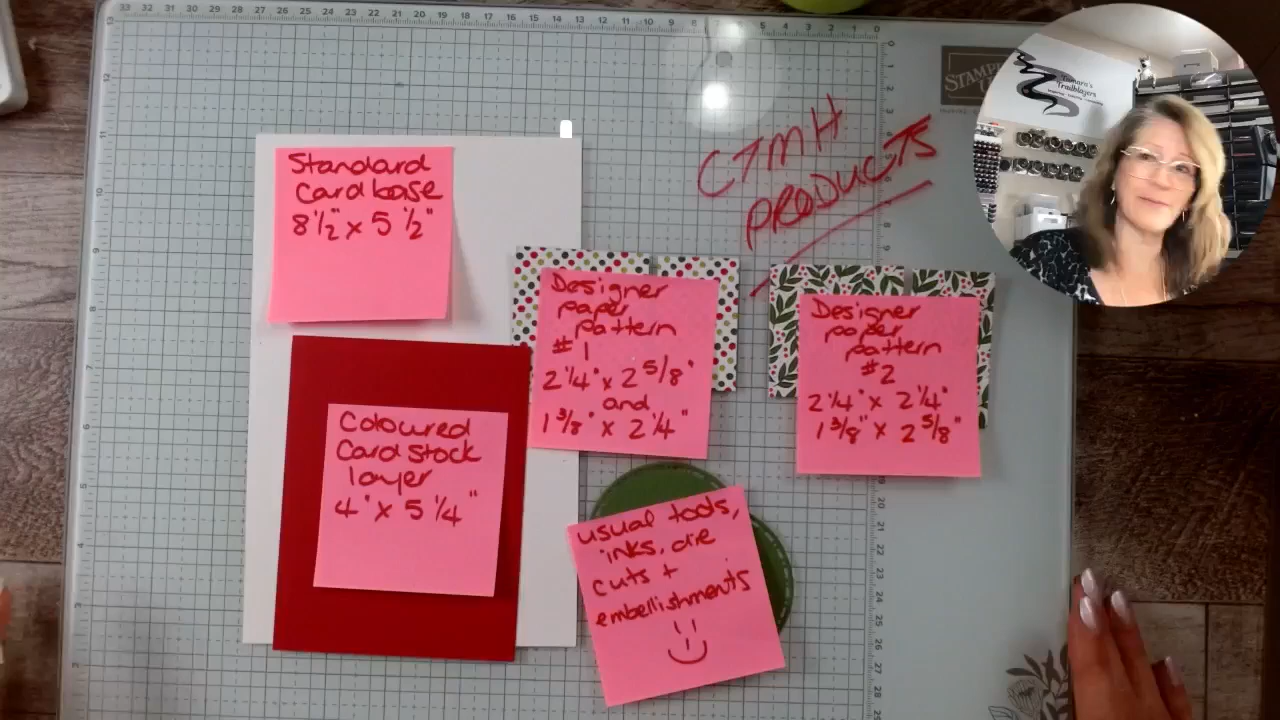 Standard
Card base
8 1/2" x 5 1/2"
CTMH
PRODUCTS
Tamara's
Trailblazers
STAMPIN'
Designer
paper
pattern
# 1
2 1/4" x 2 5/8"
and
1 3/8" x 2 1/4"
Designer
paper
pattern
#2
2 1/4" x 2 1/4"
1 3/8" x 2 5/8"
Coloured
Card stock
layer
4" x 5 1/4"
usual tools,
inks, die
cuts +
embellishments